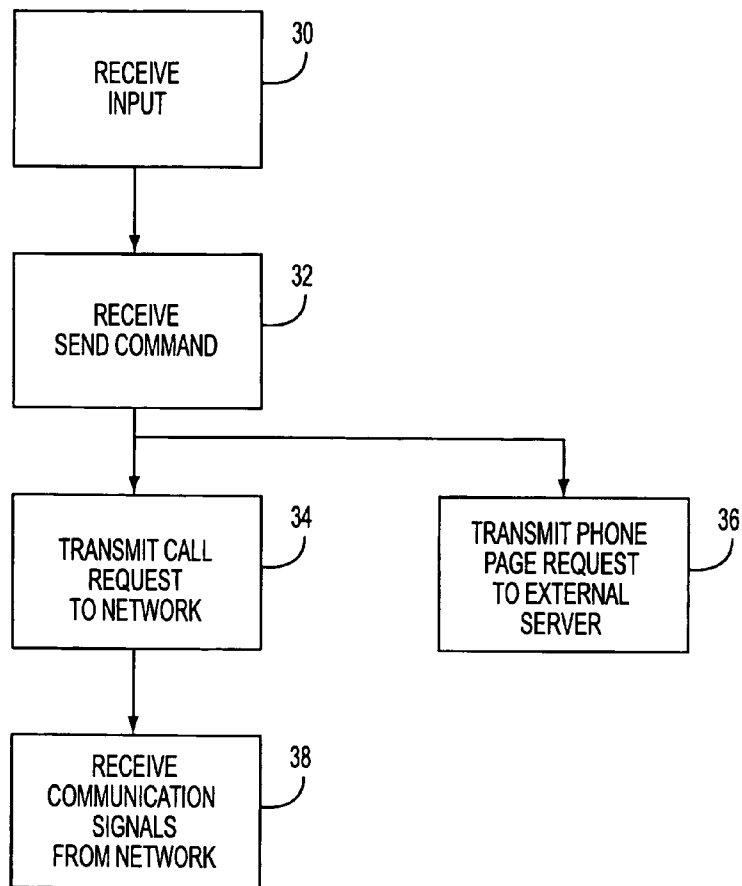 30
RECEIVE
INPUT
32
RECEIVE
SEND COMMAND
34
TRANSMIT CALL
REQUEST
TO NETWORK
36
TRANSMIT PHONE
PAGE REQUEST
TO EXTERNAL
SERVER
38
RECEIVE
COMMUNICATION
SIGNALS
FROM NETWORK